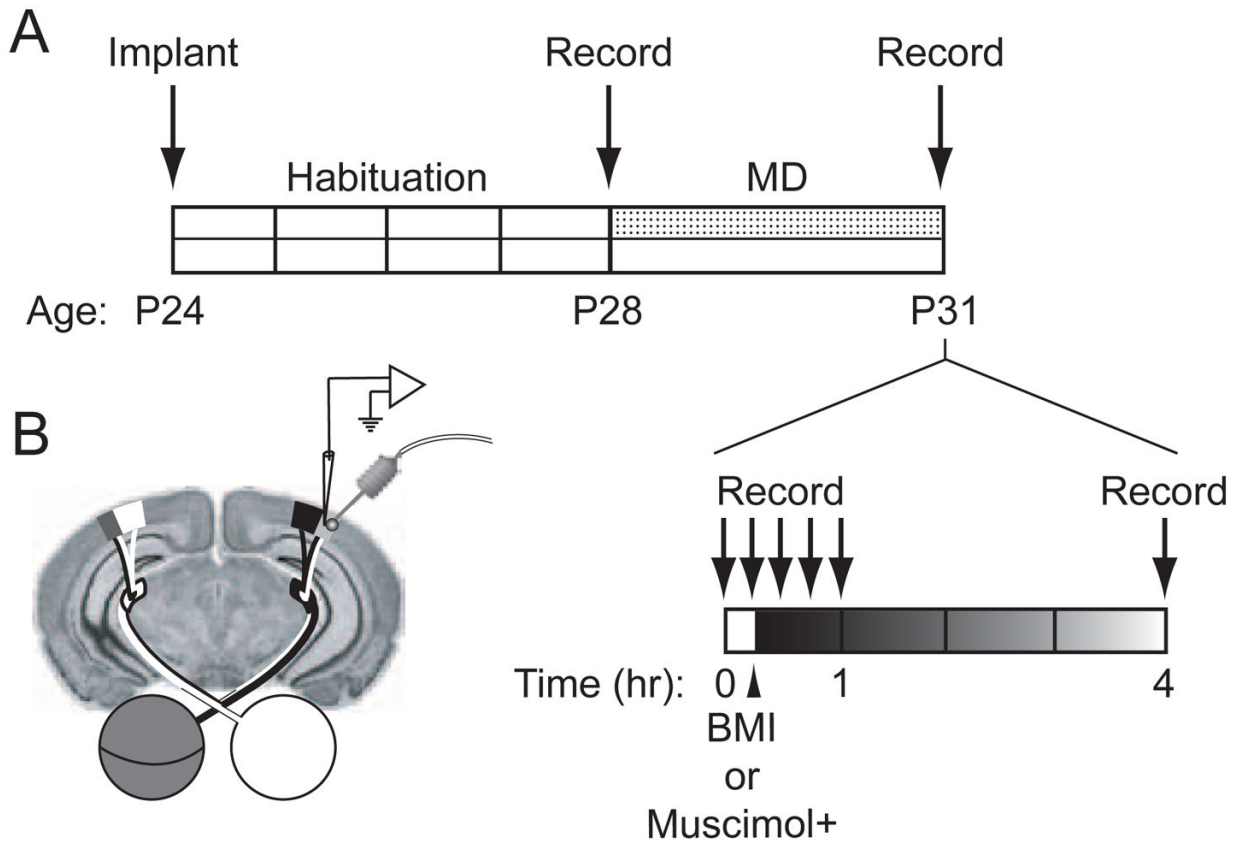 A
Implant Record Record
Habituation MD
Age: P24 P28 P31
B
Record Record
Time (hr): 0 1 4
BMI
or
Muscimol+